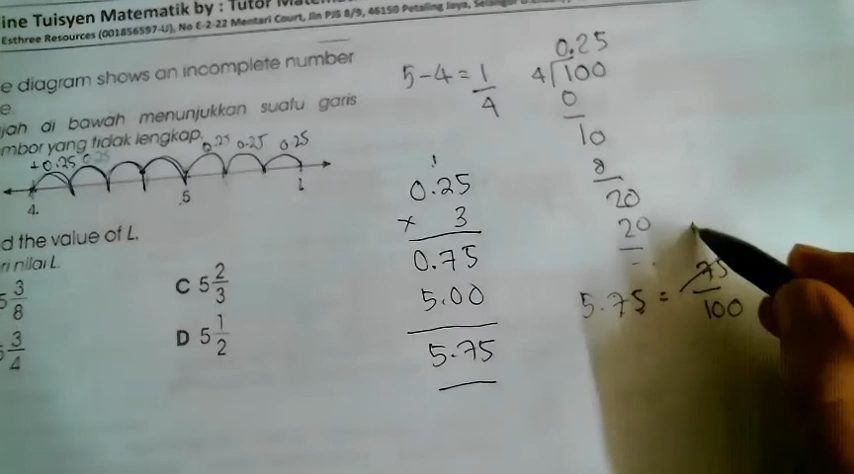 ine Tuisyen Matematik by : Tutor
Esthree Resources (001856597-U), No E-2-22 Mentari Court, Jln PJS 8/9, 46150 Petaling Jaya,
e diagram shows an incomplete number
e.
jah di bawah menunjukkan suatu garis
mbor yang tidak lengkap.
+0.25 0.25 0.25 0.25 0.25
4 5 L
d the value of L.
ri nilai L.
5 3/8
C 5 2/3
5 3/4
D 5 1/2
5-4 = 1/4
0.25
× 3
0.75
5.00
5.75
0.25
4 100
0
10
8
20
20
5.75 = 75/100